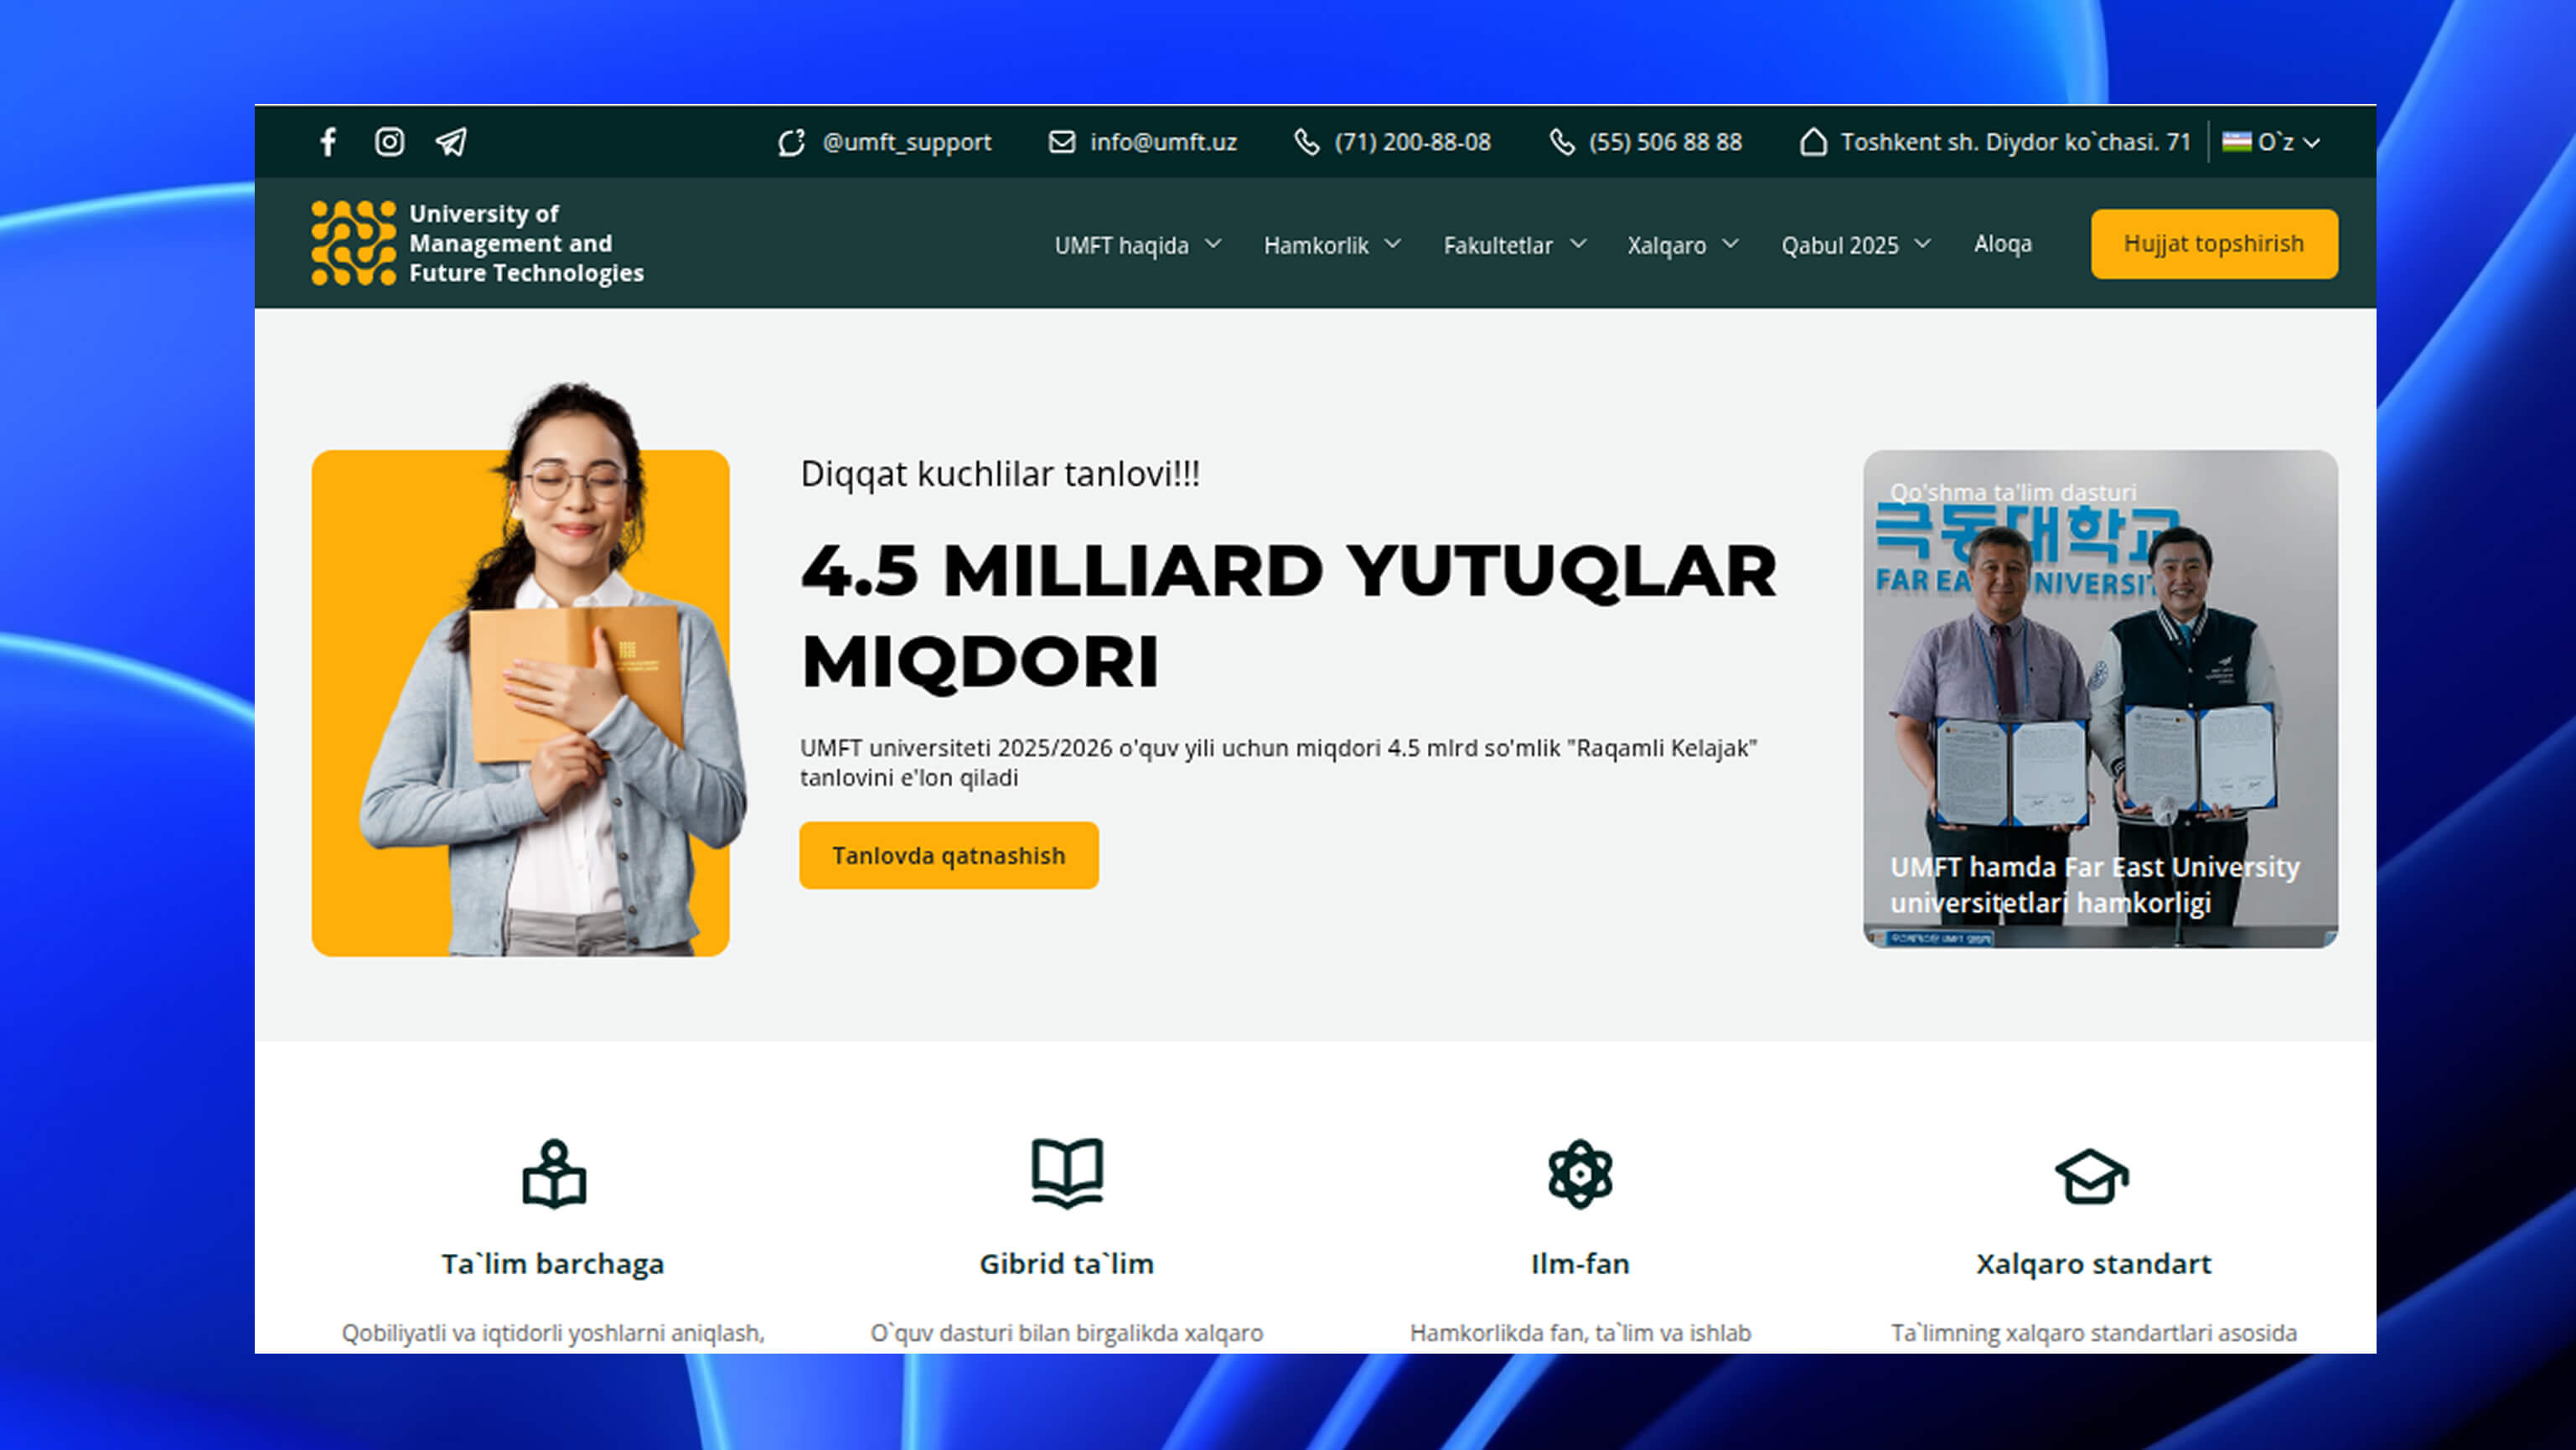 @umft_support
info@umft.uz
(71) 200-88-08
(55) 506 88 88
Toshkent sh. Diydor ko`chasi. 71
O`z
University of
Management and
Future Technologies
UMFT haqida
Hamkorlik
Fakultetlar
Xalqaro
Qabul 2025
Aloqa
Hujjat topshirish
Diqqat kuchlilar tanlovi!!!
4.5 MILLIARD YUTUQLAR
MIQDORI
UMFT universiteti 2025/2026 o'quv yili uchun miqdori 4.5 mlrd so'mlik "Raqamli Kelajak"
tanlovini e'lon qiladi
Tanlovda qatnashish
Qo'shma ta'lim dasturi
극동대학교
FAR EA NIVERSI
UMFT hamda Far East University
universitetlari hamkorligi
Ta`lim barchaga
Gibrid ta`lim
Ilm-fan
Xalqaro standart
Qobiliyatli va iqtidorli yoshlarni aniqlash,
O`quv dasturi bilan birgalikda xalqaro
Hamkorlikda fan, ta`lim va ishlab
Ta`limning xalqaro standartlari asosida